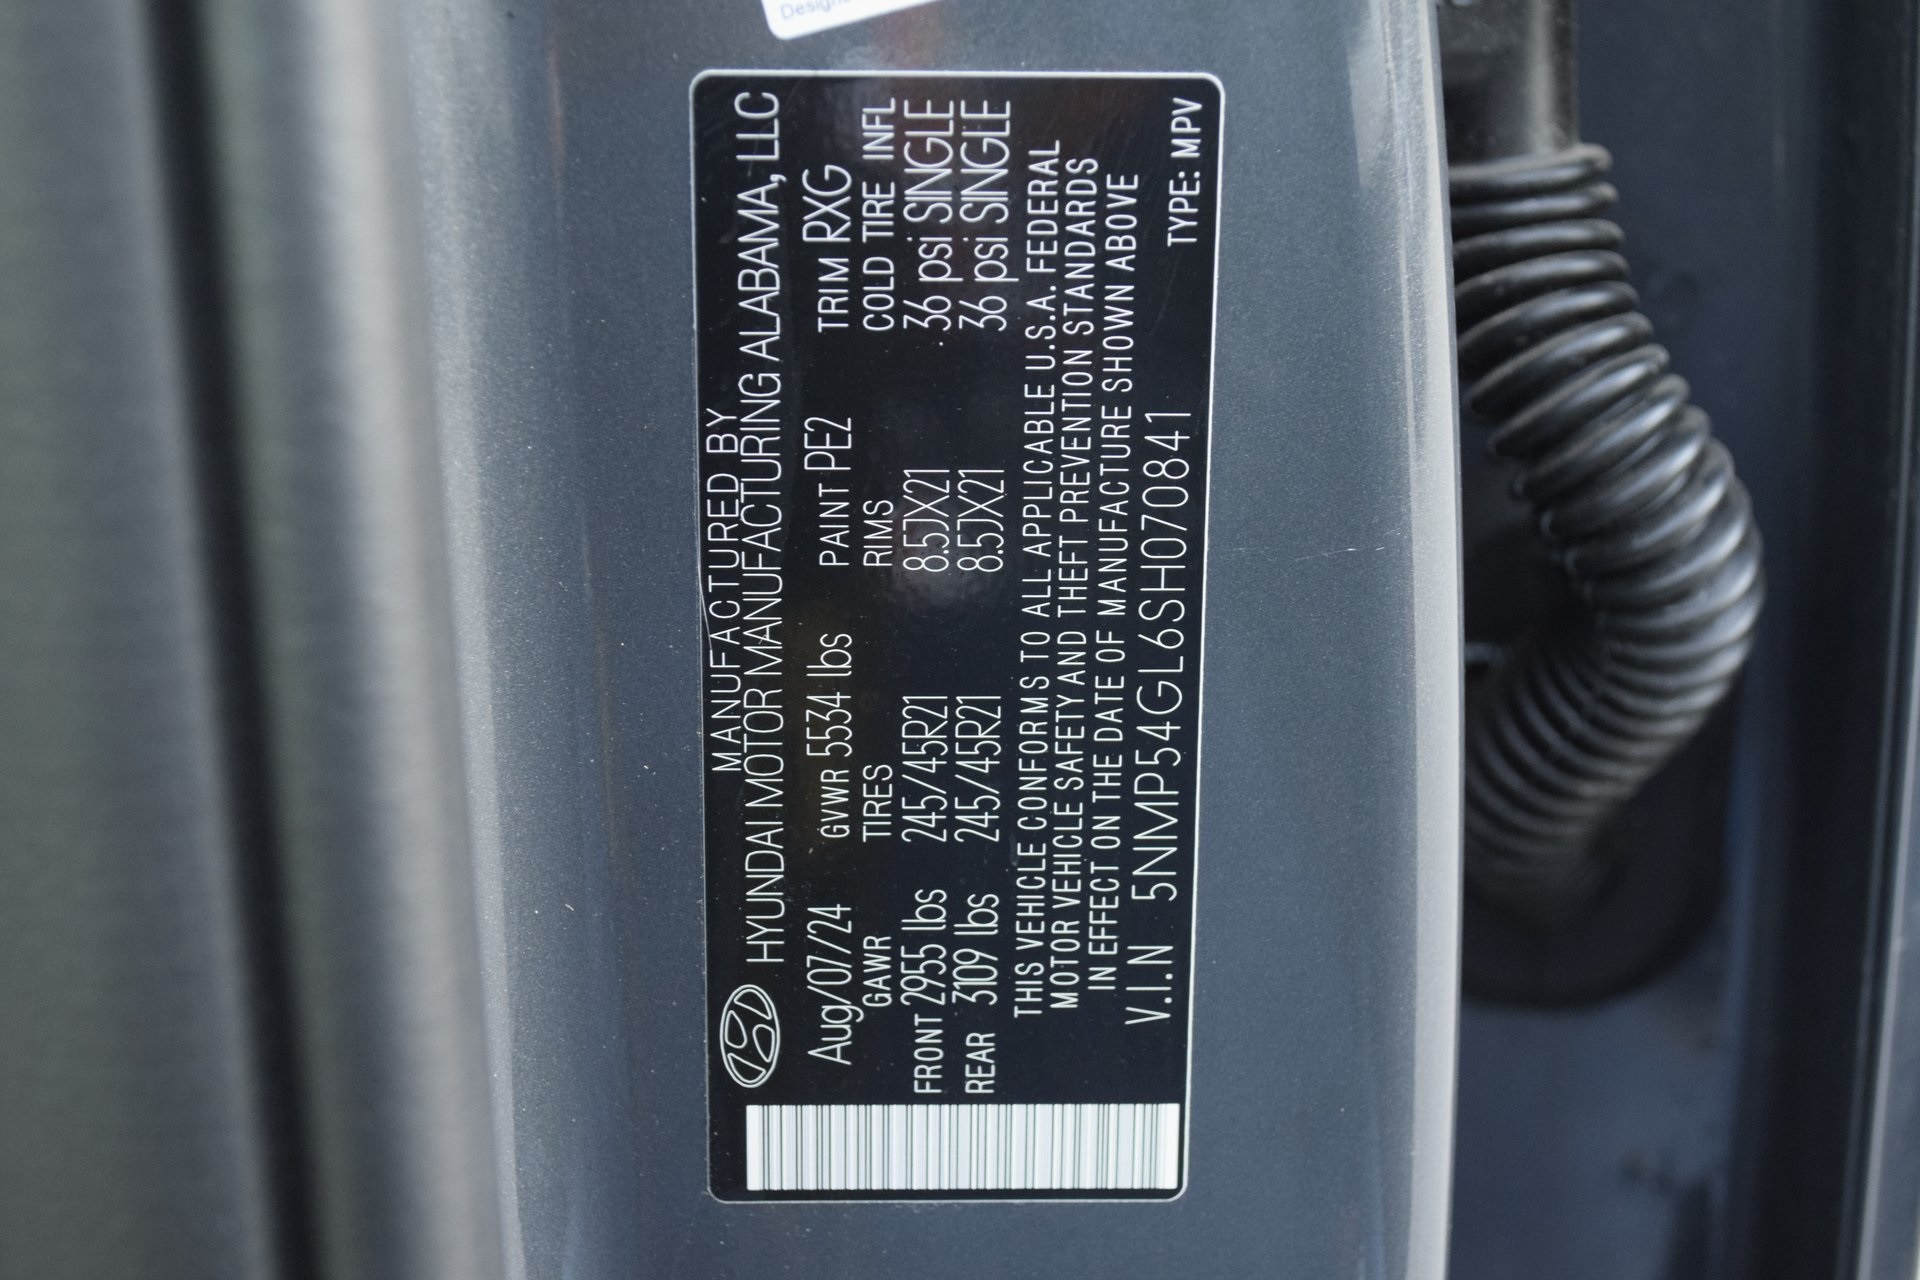 Designe
MANUFACTURED BY
HYUNDAI MOTOR MANUFACTURING ALABAMA, LLC
Aug/07/24 GVWR 5534 lbs PAINT PE2 TRIM RXG
GAWR TIRES RIMS COLD TIRE INFL
FRONT 2955 lbs 245/45R21 8.5JX21 36 psi SINGLE
REAR 3109 lbs 245/45R21 8.5JX21 36 psi SINGLE
THIS VEHICLE CONFORMS TO ALL APPLICABLE U.S.A. FEDERAL
MOTOR VEHICLE SAFETY AND THEFT PREVENTION STANDARDS
IN EFFECT ON THE DATE OF MANUFACTURE SHOWN ABOVE
V.I.N 5NMP54GL6SH070841 TYPE: MPV